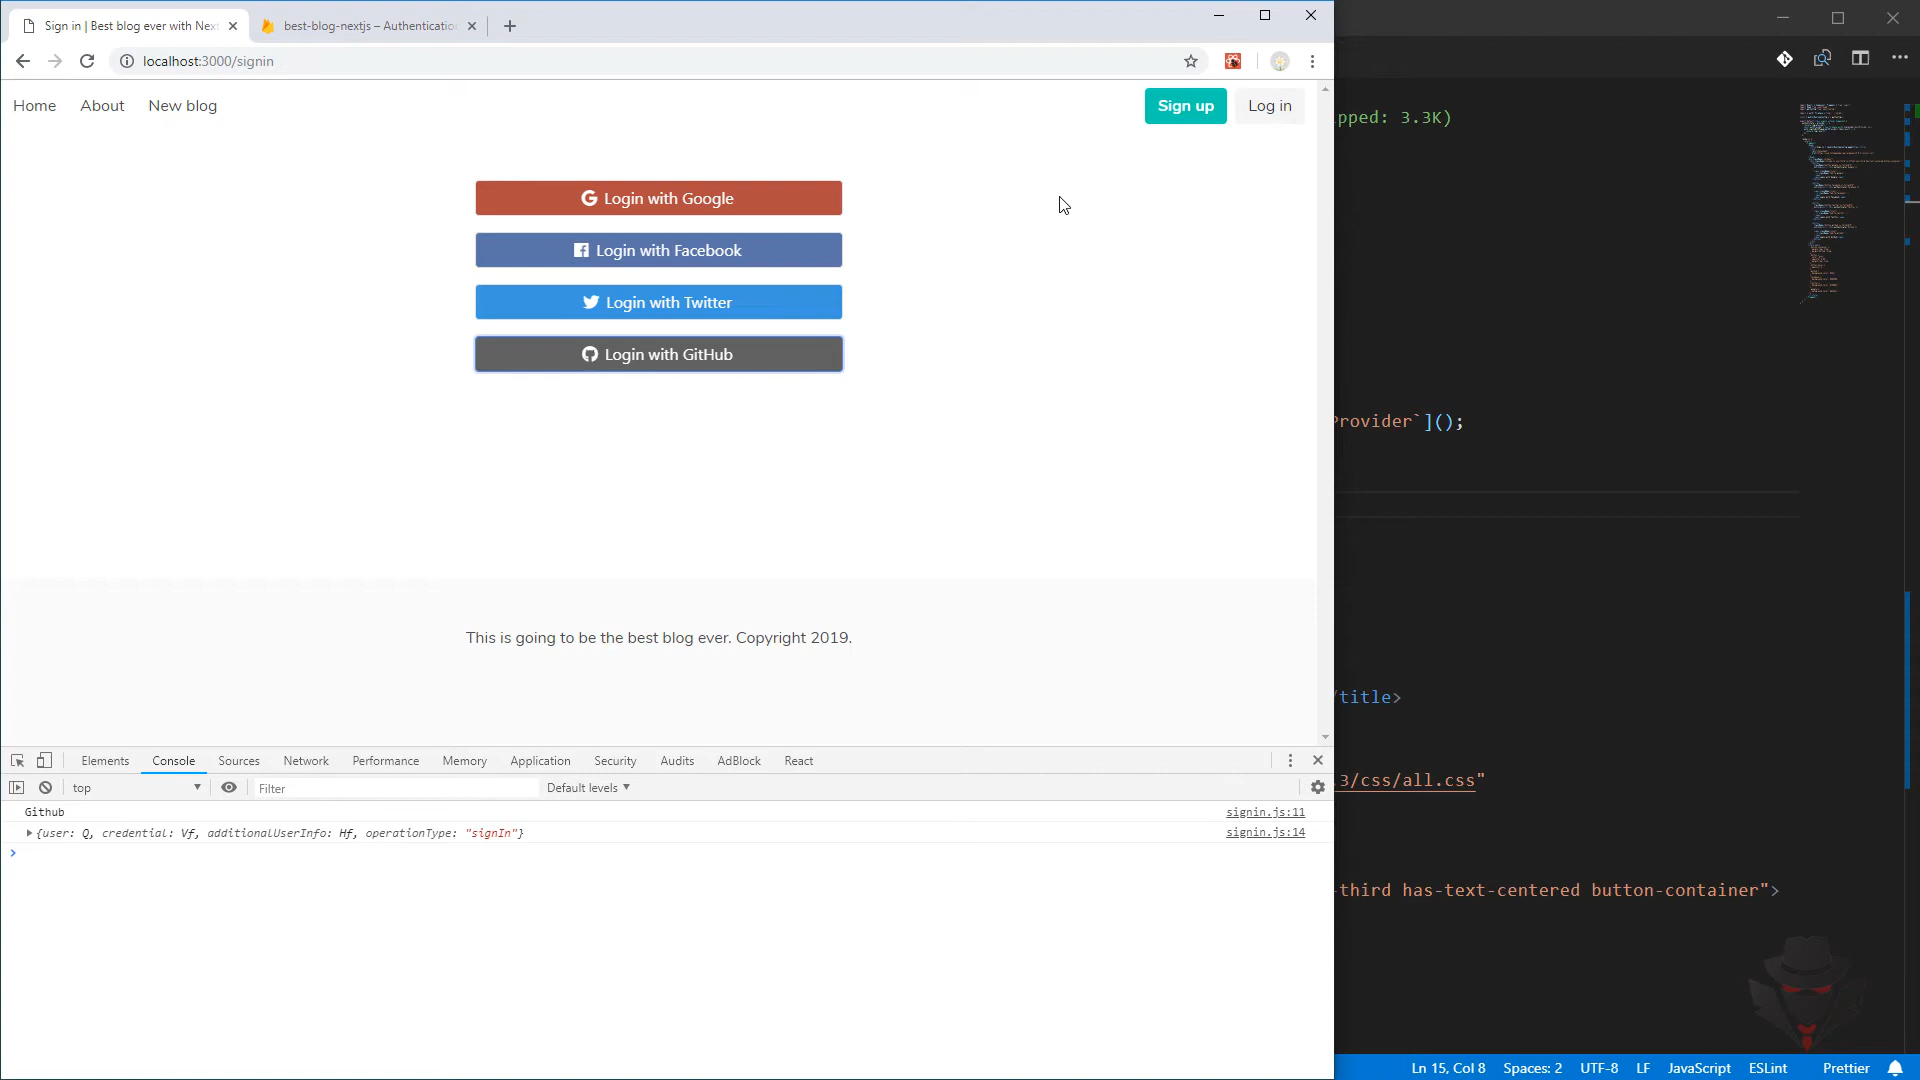 Sign in | Best blog ever with Next
best-blog-nextjs – Authentication
localhost:3000/signin
Home
About
New blog
Sign up
Log in
Login with Google
Login with Facebook
Login with Twitter
Login with GitHub
This is going to be the best blog ever. Copyright 2019.
Elements
Console
Sources
Network
Performance
Memory
Application
Security
Audits
AdBlock
React
top
Filter
Default levels
Github
signin.js:11
{user: Q, credential: Vf, additionalUserInfo: Hf, operationType: "signIn"}
signin.js:14
pped: 3.3K)
Provider`]();
/title>
3/css/all.css"
-third has-text-centered button-container">
Ln 15, Col 8
Spaces: 2
UTF-8
LF
JavaScript
ESLint
Prettier